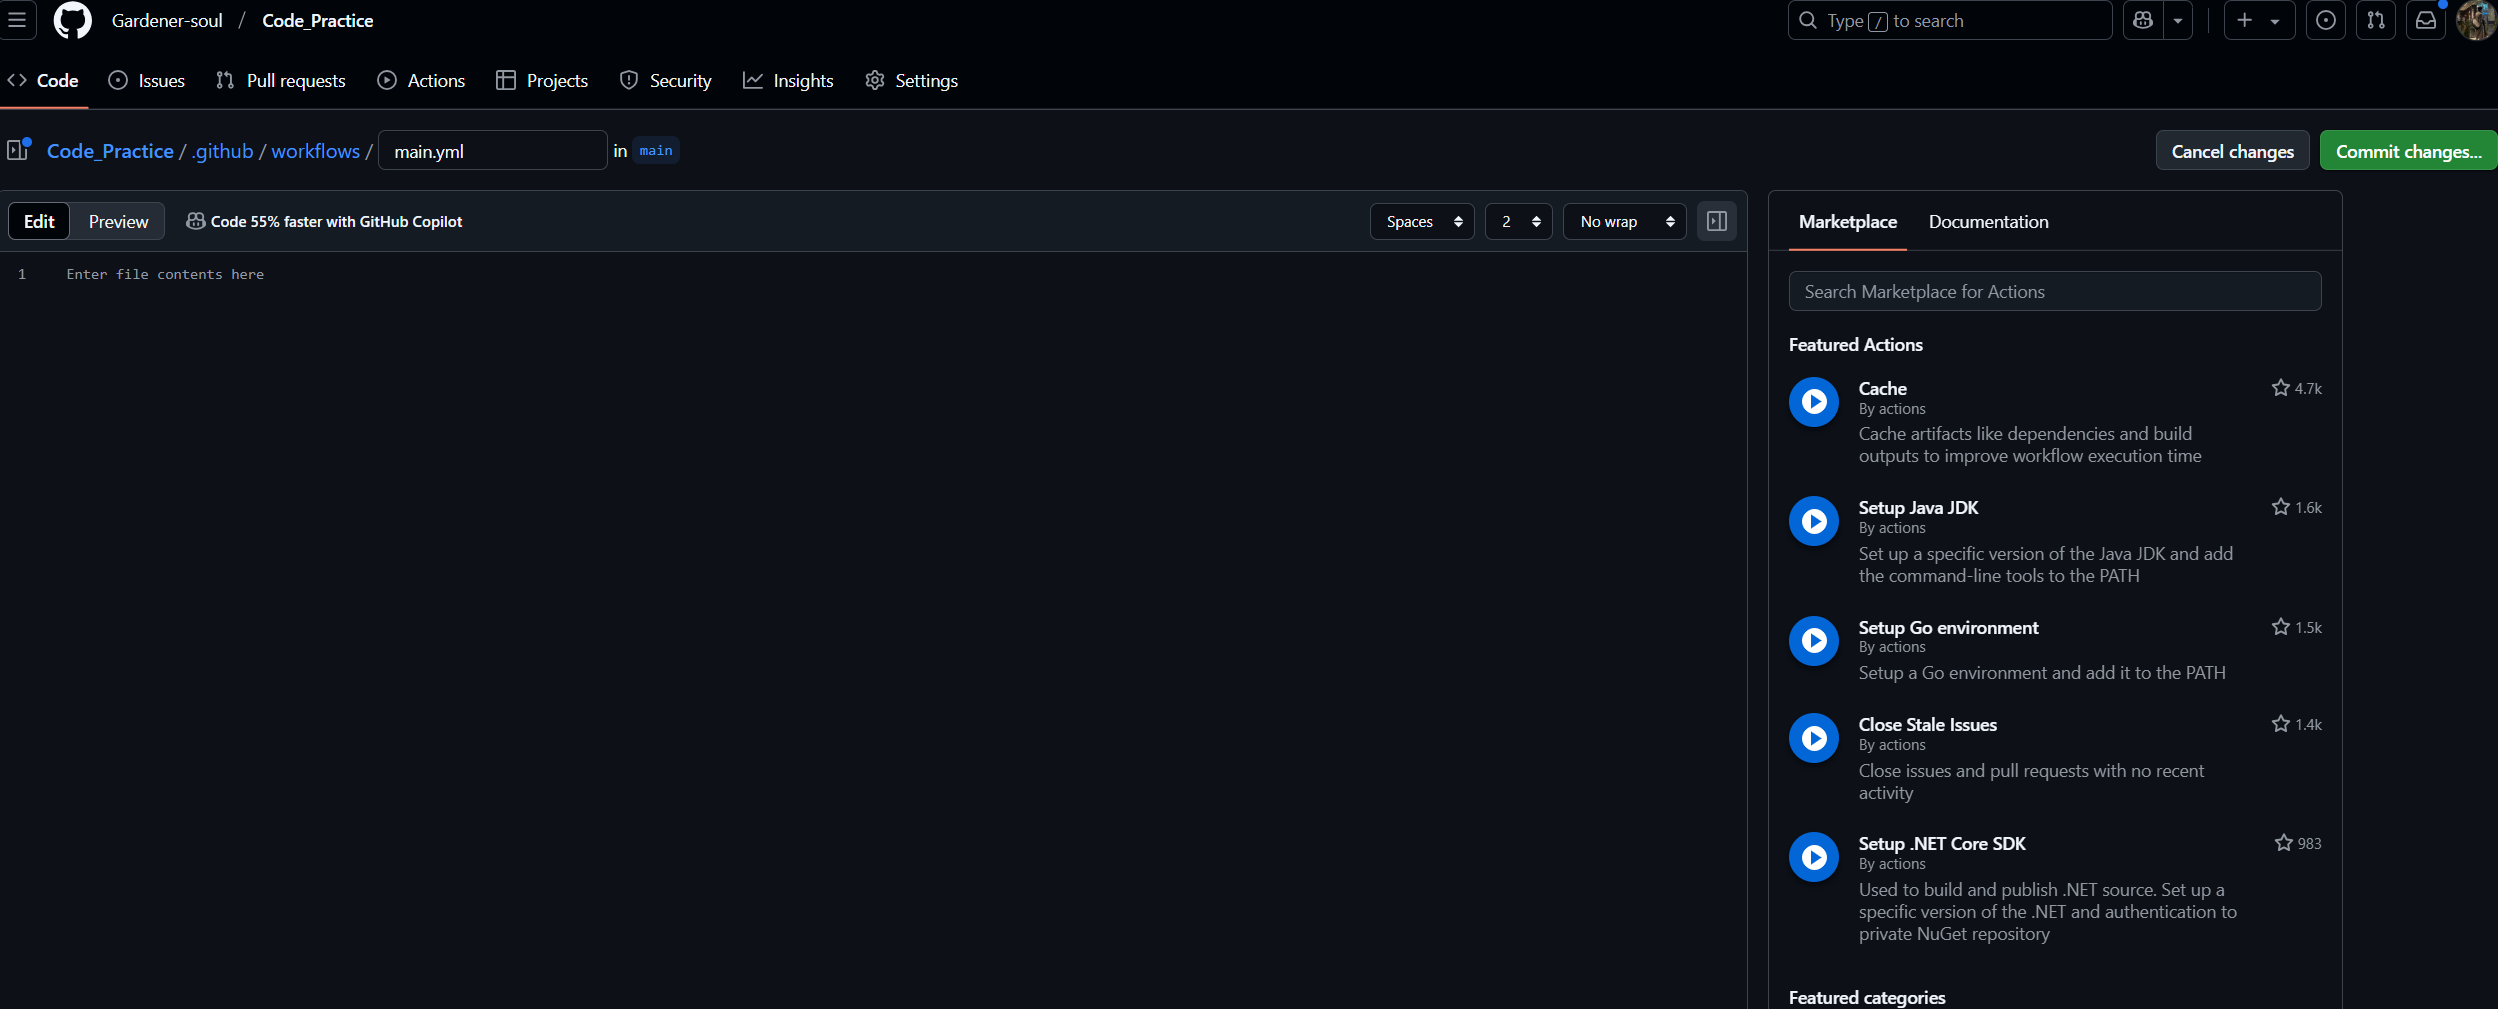 Gardener-soul / Code_Practice
Type / to search
Code Issues Pull requests Actions Projects Security Insights Settings
Code_Practice / .github / workflows / main.yml in main
Cancel changes Commit changes...
Edit Preview Code 55% faster with GitHub Copilot
Spaces 2 No wrap
1 Enter file contents here
Marketplace Documentation
Search Marketplace for Actions
Featured Actions
Cache 4.7k
By actions
Cache artifacts like dependencies and build
outputs to improve workflow execution time
Setup Java JDK 1.6k
By actions
Set up a specific version of the Java JDK and add
the command-line tools to the PATH
Setup Go environment 1.5k
By actions
Setup a Go environment and add it to the PATH
Close Stale Issues 1.4k
By actions
Close issues and pull requests with no recent
activity
Setup .NET Core SDK 983
By actions
Used to build and publish .NET source. Set up a
specific version of the .NET and authentication to
private NuGet repository
Featured categories